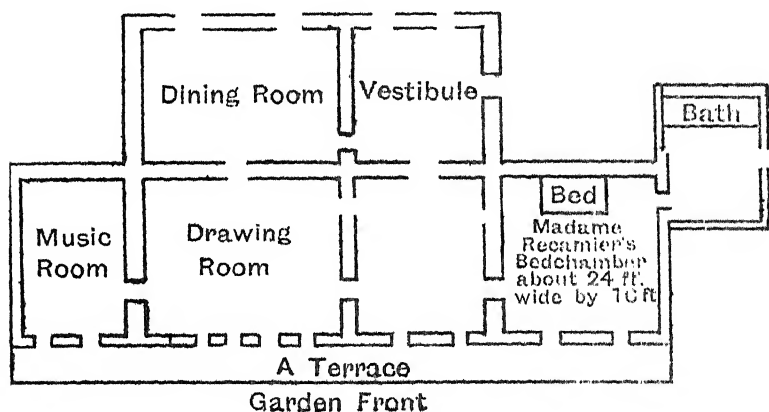 Dining Room
Vestibule
Bath
Music
Room
Drawing
Room
Bed
Madame
Recamier's
Bedchamber
about 24 ft.
wide by 16 ft
A Terrace
Garden Front